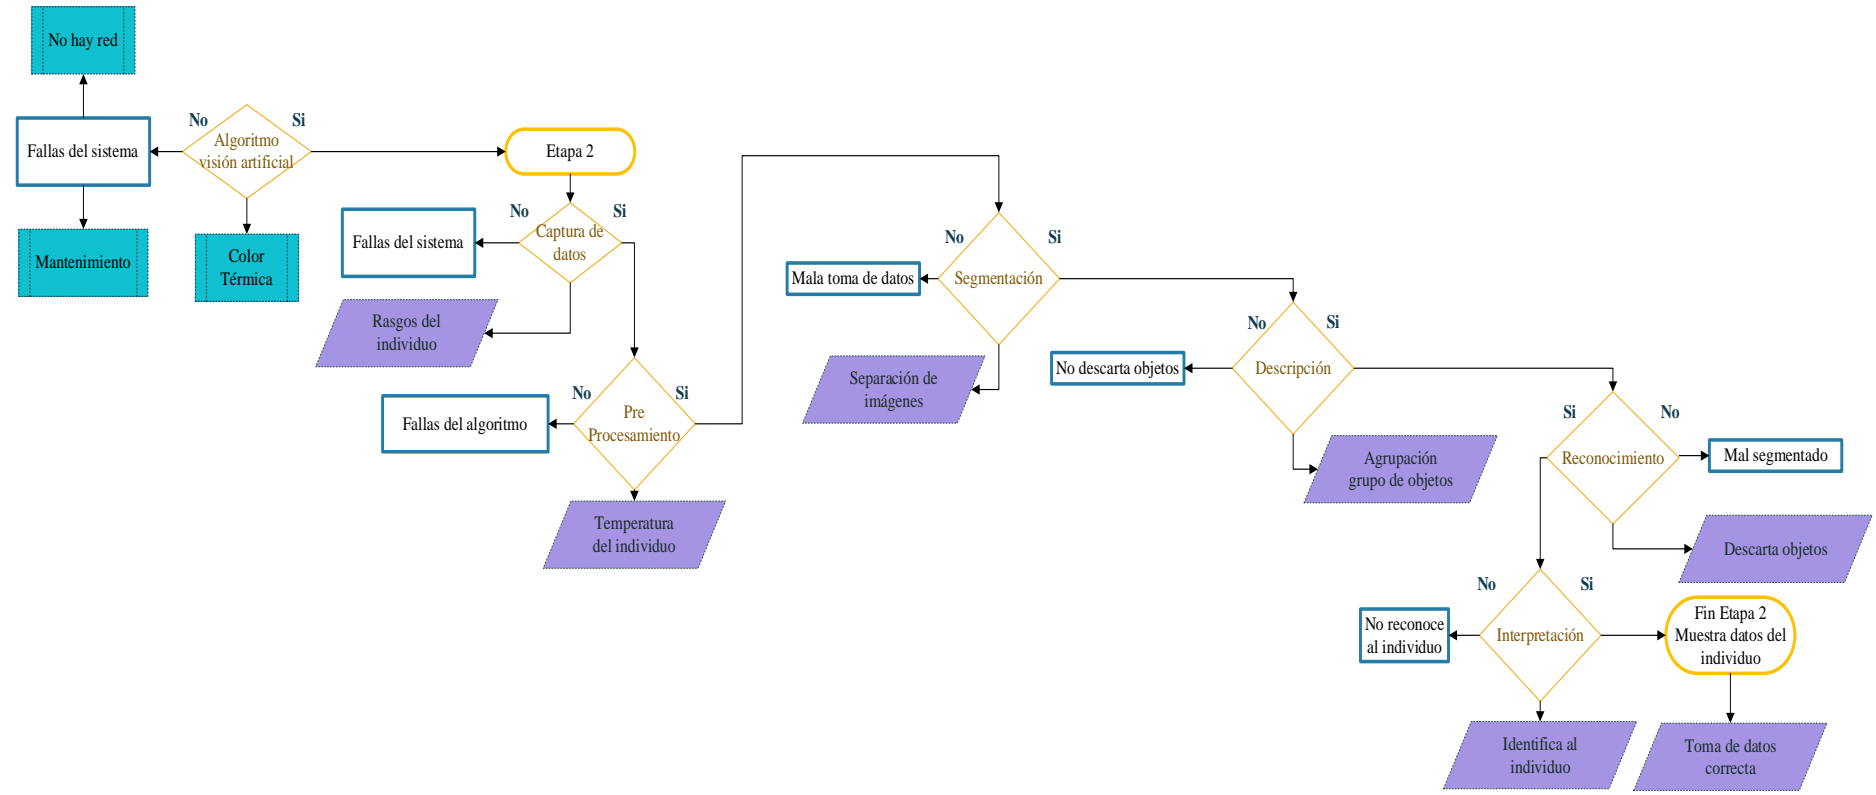 No hay red
No
Si
Fallas del sistema
Algoritmo
visión artificial
Etapa 2
Mantenimiento
Color
Térmica
No
Si
Fallas del sistema
Captura de
datos
Rasgos del
individuo
No
Si
Fallas del algoritmo
Pre
Procesamiento
Temperatura
del individuo
No
Si
Mala toma de datos
Segmentación
Separación de
imágenes
No
Si
No descarta objetos
Descripción
Agrupación
grupo de objetos
Si
No
Reconocimiento
Mal segmentado
Descarta objetos
No
Si
No reconoce
al individuo
Interpretación
Fin Etapa 2
Muestra datos del
individuo
Identifica al
individuo
Toma de datos
correcta